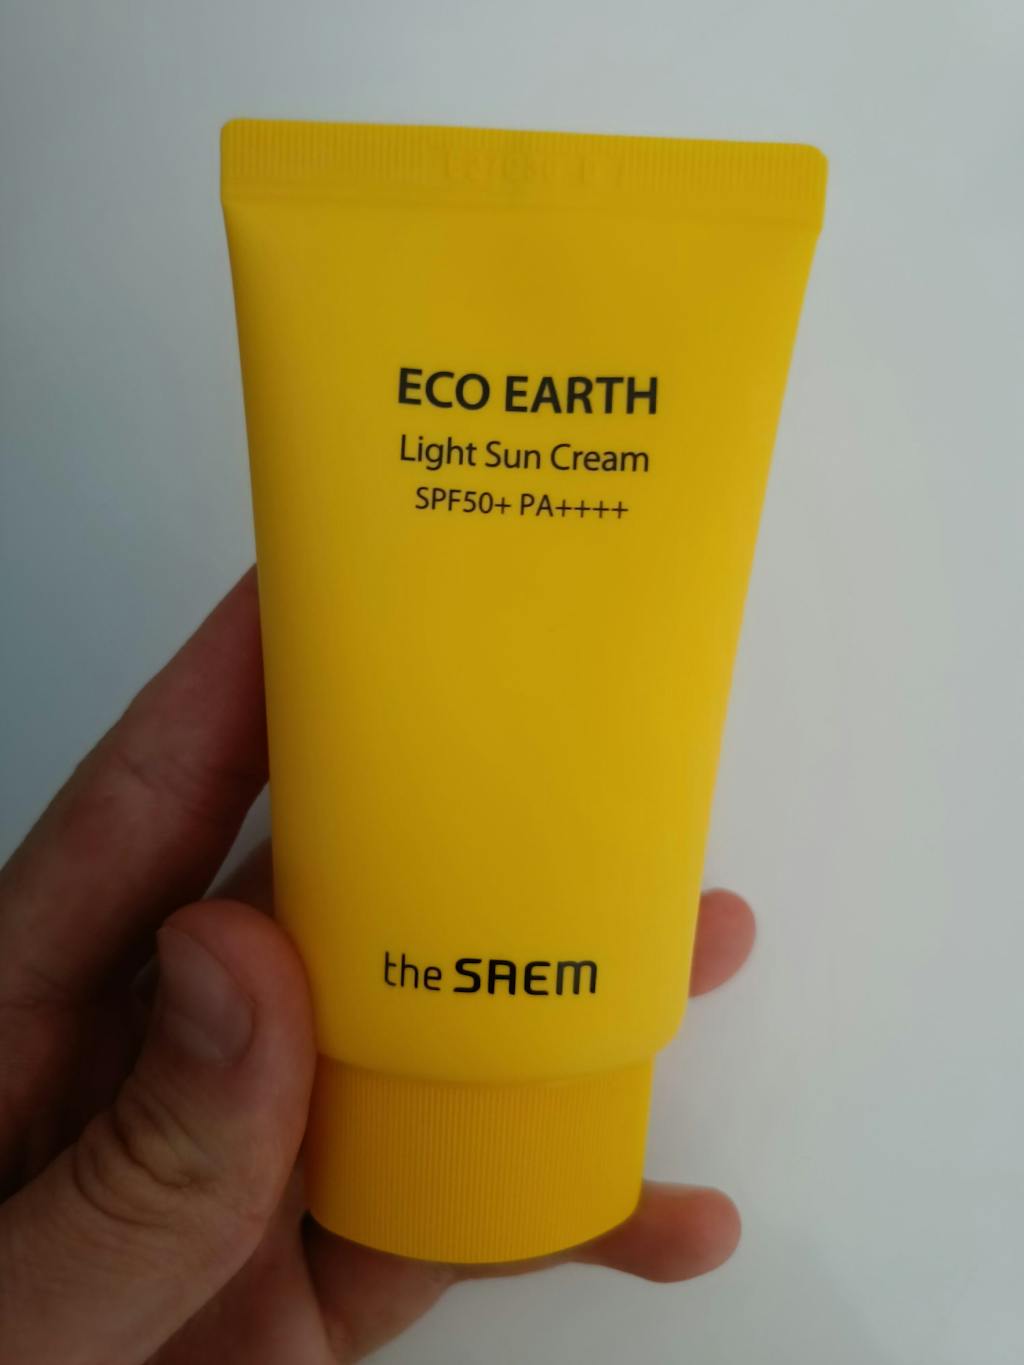 ECO EARTH
Light Sun Cream
SPF50+ PA++++
the SAEM